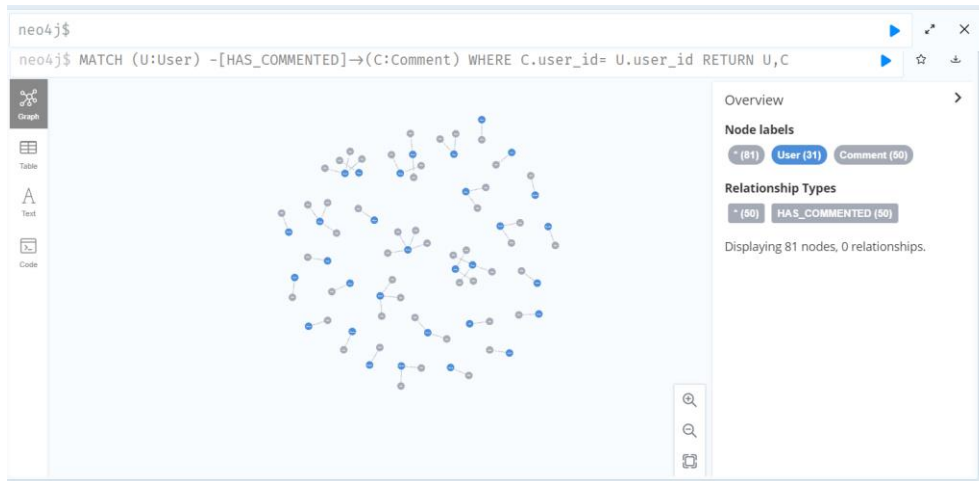 neo4j$
neo4j$ MATCH (U:User) -[HAS_COMMENTED]→(C:Comment) WHERE C.user_id= U.user_id RETURN U,C
Graph
Table
A
Text
Code
Overview
Node labels
* (81) User (31) Comment (50)
Relationship Types
* (50) HAS_COMMENTED (50)
Displaying 81 nodes, 0 relationships.